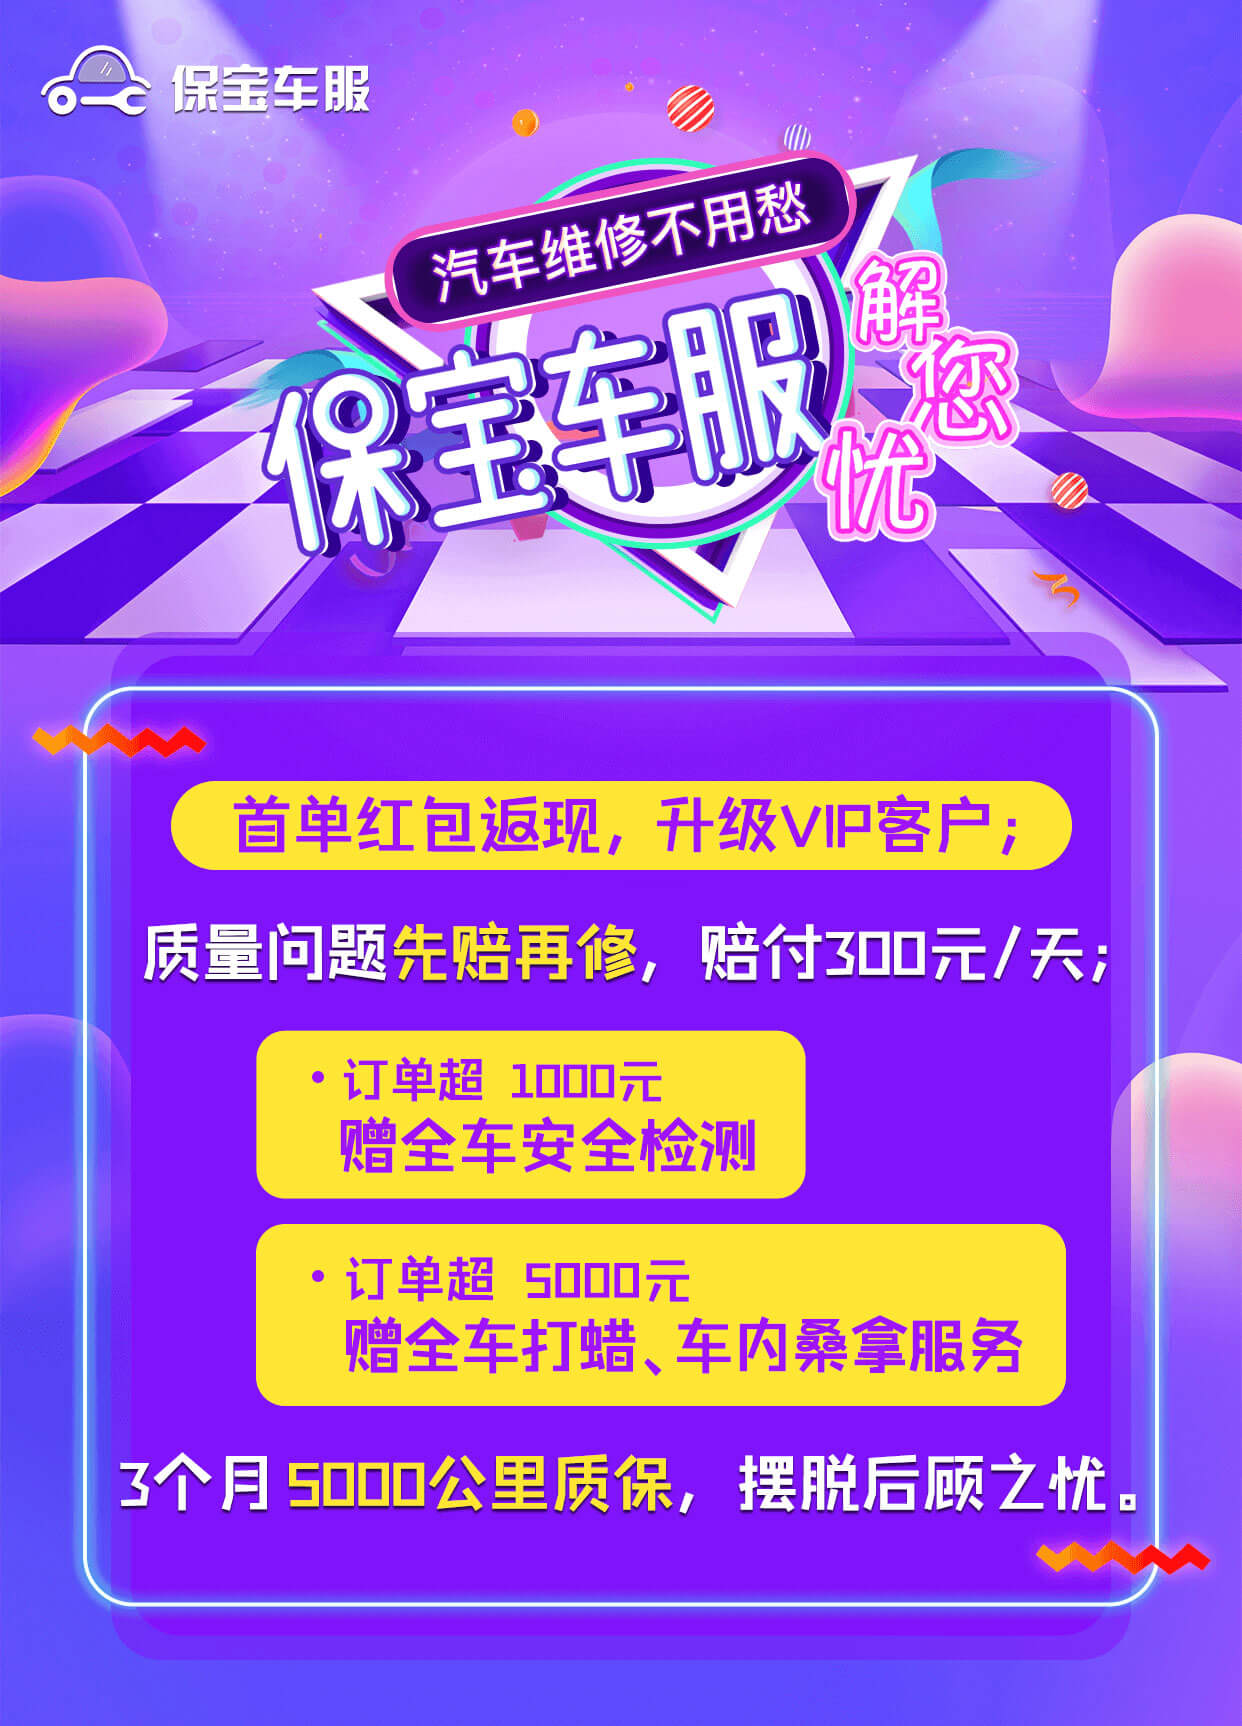 保宝车服
汽车维修不用愁
保宝车服
解您忧
首单红包返现，升级VIP客户；
质量问题先赔再修，赔付300元/天；
·订单超 1000元
赠全车安全检测
·订单超 5000元
赠全车打蜡、车内桑拿服务
3个月5000公里质保，摆脱后顾之忧。